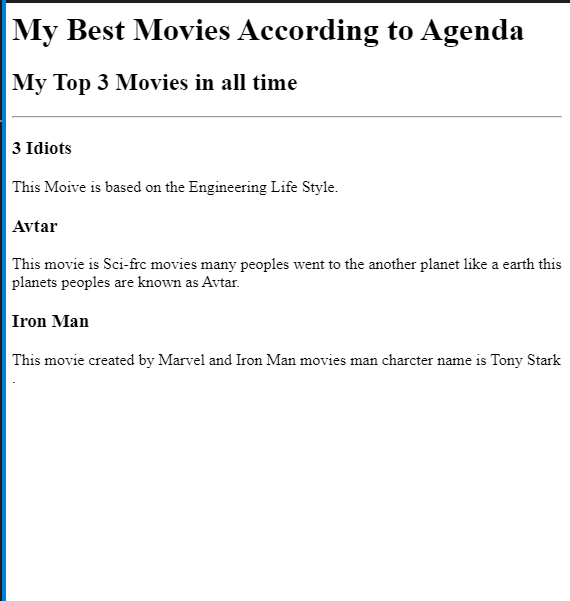 My Best Movies According to Agenda
My Top 3 Movies in all time
3 Idiots
This Moive is based on the Engineering Life Style.
Avtar
This movie is Sci-frc movies many peoples went to the another planet like a earth this
planets peoples are known as Avtar.
Iron Man
This movie created by Marvel and Iron Man movies man charcter name is Tony Stark
.